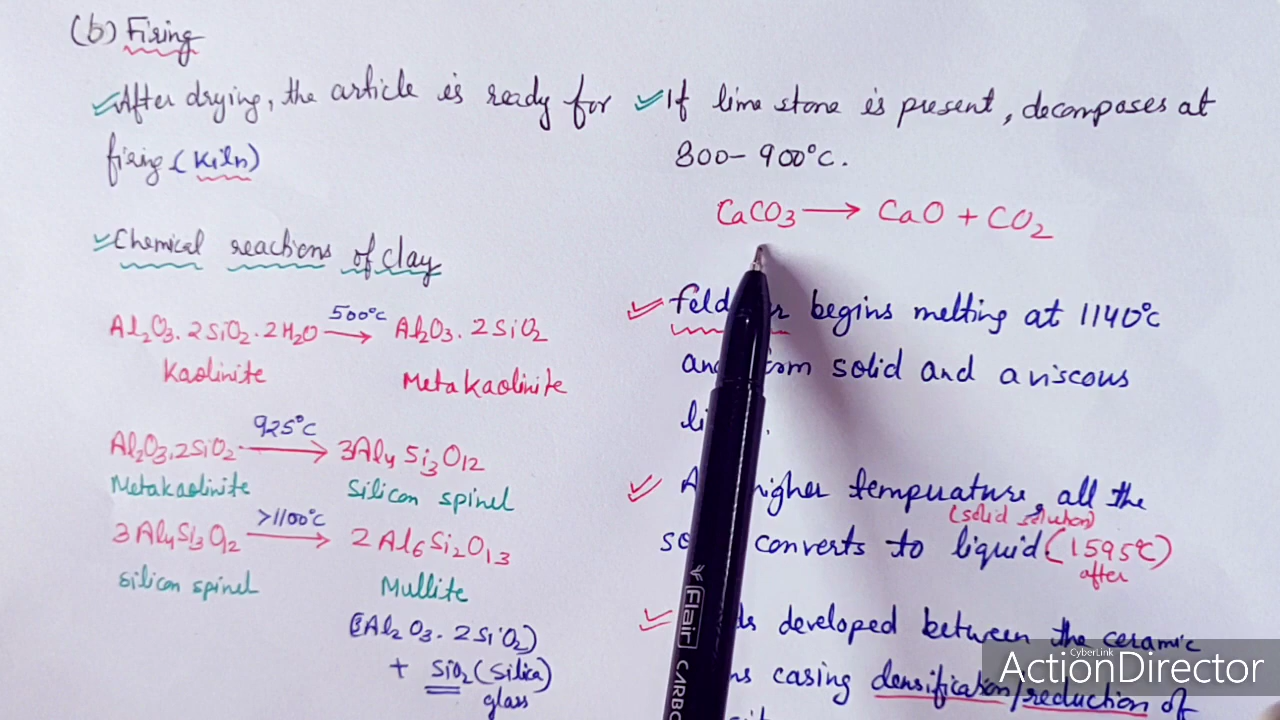 (b) Firing
✓After drying, the article is ready for
firing (Kiln)
✓Chemical reactions of clay
Al₂O₃.2SiO₂.2H₂O ⟶ Al₂O₃.2SiO₂
500°C
Kaolinite Metakaolinite
Al₂O₃.2SiO₂ ⟶ 3Al₄Si₃O₁₂
925°C
Metakaolinite Silicon spinel
3Al₄Si₃O₂ ⟶ 2Al₆Si₂O₁₃
>1100°C
Silicon spinel Mullite
(3Al₂O₃.2SiO₂)
+ SiO₂ (Silica)
glass
✓If lime stone is present, decomposes at
800-900°C.
CaCO₃ ⟶ CaO + CO₂
✓ begins melting at 1140°C
solid and a viscous
✓ higher temperature, all the
(solid solution)
converts to liquid (1595°C)
after
✓ developed between the ceramic
casing densification/reduction of
Flair
CARBO
CyberLink
ActionDirector